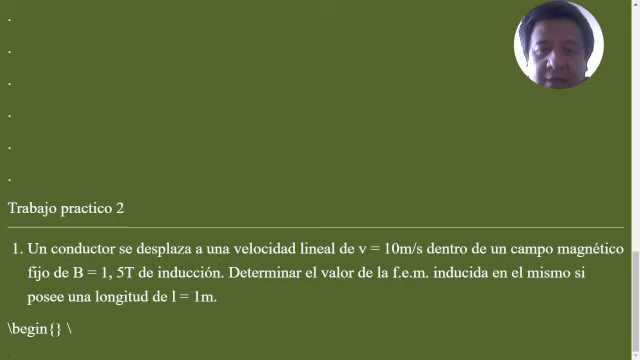 Trabajo practico 2
1. Un conductor se desplaza a una velocidad lineal de v = 10m/s dentro de un campo magnético
fijo de B = 1, 5T de inducción. Determinar el valor de la f.e.m. inducida en el mismo si
posee una longitud de l = 1m.
\begin{} \